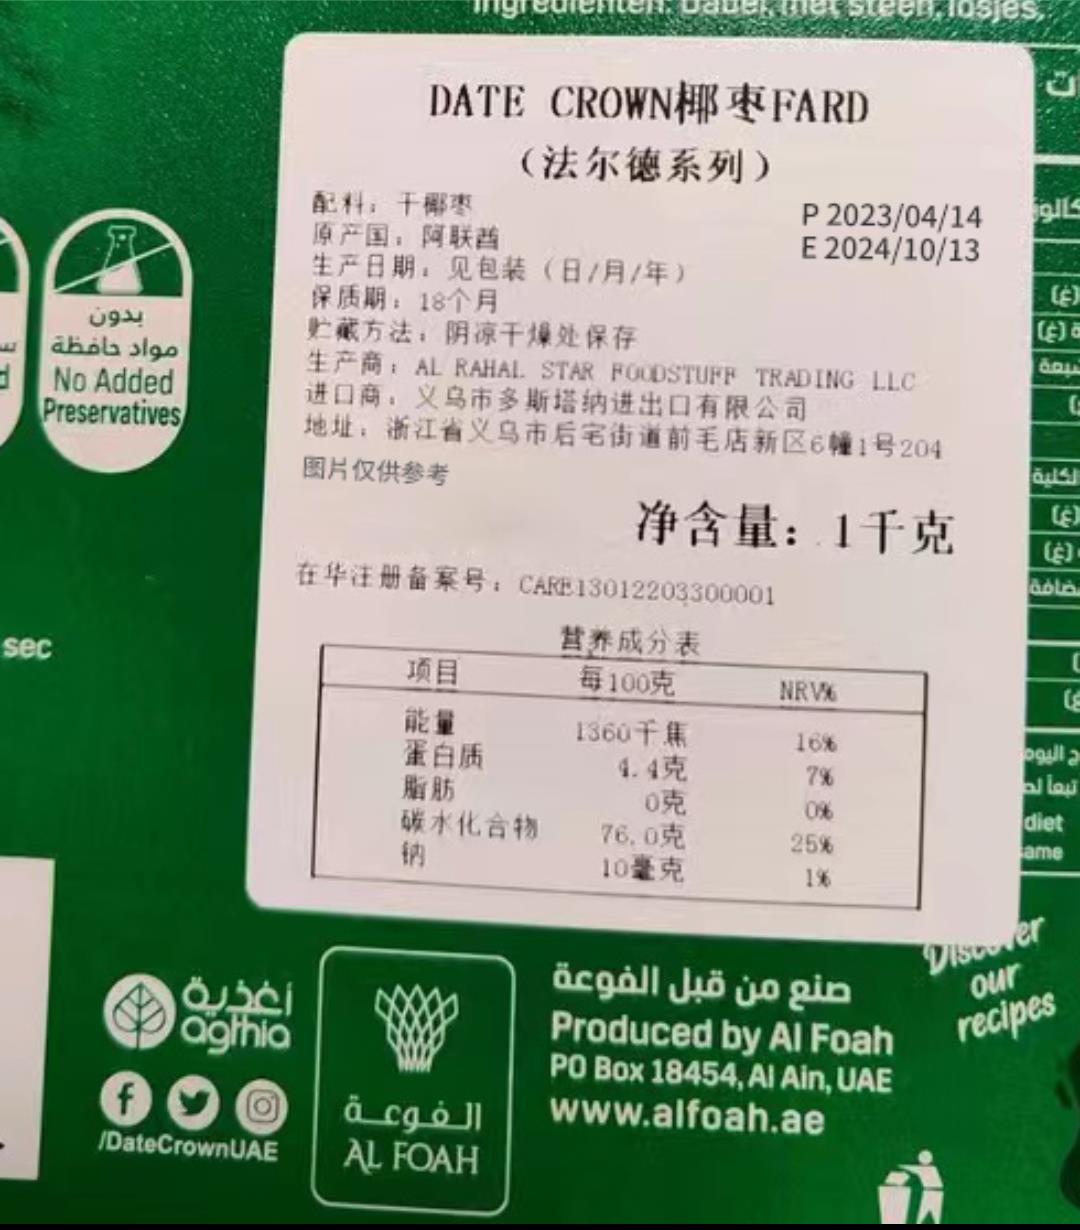 Ingrediënten: Dadel, met steen, losjes,
DATE CROWN椰枣FARD
（法尔德系列）
配料：干椰枣
原产国：阿联酋
生产日期：见包装（日/月/年）
保质期：18个月
贮藏方法：阴凉干燥处保存
生产商：AL RAHAL STAR FOODSTUFF TRADING LLC
进口商：义乌市多斯塔纳进出口有限公司
地址：浙江省义乌市后宅街道前毛店新区6幢1号204
图片仅供参考
P 2023/04/14
E 2024/10/13
净含量：1千克
在华注册备案号：CARE13012203300001
营养成分表
项目 每100克 NRV%
能量 1360千焦 16%
蛋白质 4.4克 7%
脂肪 0克 0%
碳水化合物 76.0克 25%
钠 10毫克 1%
بدون
مواد حافظة
No Added
Preservatives
sec
(غ)
(غ)
الكلية
(غ)
(غ)
diet
same
Discover
our
recipes
أغذية
agthia
/DateCrownUAE
الفوعة
AL FOAH
صنع من قبل الفوعة
Produced by Al Foah
PO Box 18454, Al Ain, UAE
www.alfoah.ae